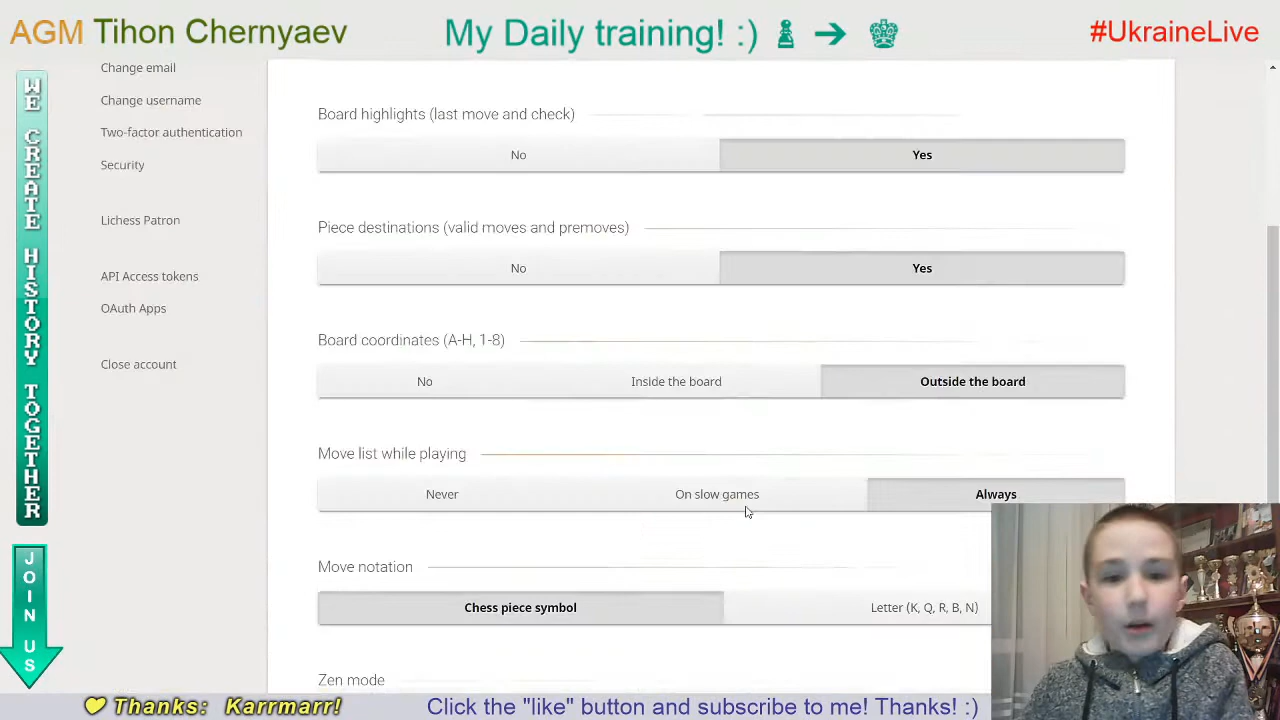 AGM Tihon Chernyaev
My Daily training! :) ♟ → ♚
#UkraineLive
WE CREATE HISTORY TOGETHER
JOIN US
Change email
Change username
Two-factor authentication
Security
Lichess Patron
API Access tokens
OAuth Apps
Close account
Board highlights (last move and check)
No Yes
Piece destinations (valid moves and premoves)
No Yes
Board coordinates (A-H, 1-8)
No Inside the board Outside the board
Move list while playing
Never On slow games Always
Move notation
Chess piece symbol Letter (K, Q, R, B, N)
Zen mode
Thanks: Karrmarr!
Click the "like" button and subscribe to me! Thanks! :)